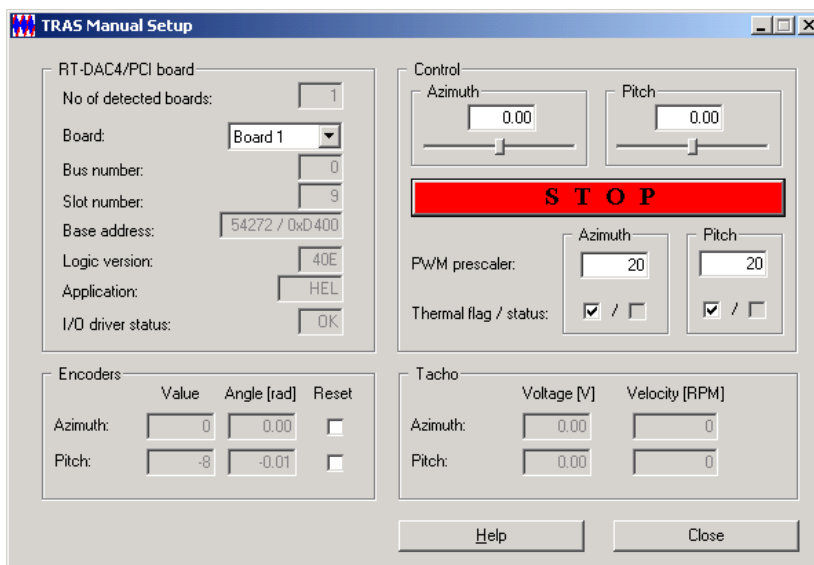 TRAS Manual Setup
RT-DAC4/PCI board
No of detected boards: 1
Board: Board 1
Bus number: 0
Slot number: 9
Base address: 54272 / 0xD400
Logic version: 40E
Application: HEL
I/O driver status: OK
Control
Azimuth Pitch
0.00 0.00
STOP
Azimuth Pitch
PWM prescaler: 20 20
Thermal flag / status: / /
Encoders
Value Angle [rad] Reset
Azimuth: 0 0.00
Pitch: -8 -0.01
Tacho
Voltage [V] Velocity [RPM]
Azimuth: 0.00 0
Pitch: 0.00 0
Help Close